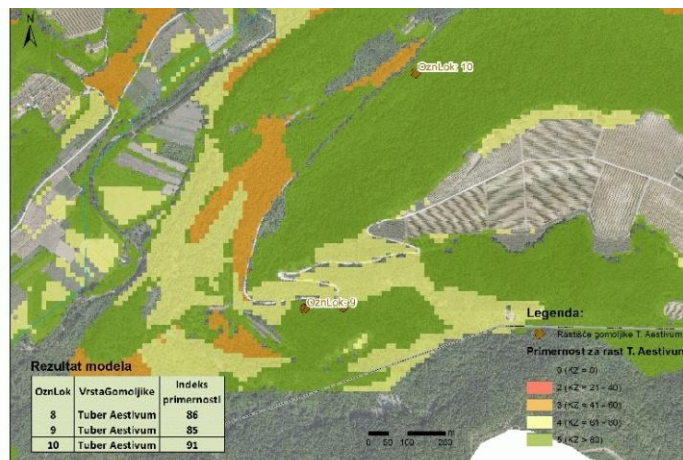 N
OznLok: 10
OznLok: 9
Legenda:
Rastišče gomoljike T. Aestivum
Primernost za rast T. Aestivum
0 (KZ = 0)
2 (KZ = 21 - 40)
3 (KZ = 41 - 60)
4 (KZ = 61 - 80)
5 (KZ > 80)
Rezultat modela
OznLok VrstaGomoljike Indeks primernosti
8 Tuber Aestivum 86
9 Tuber Aestivum 85
10 Tuber Aestivum 91
0 50 100 200 m